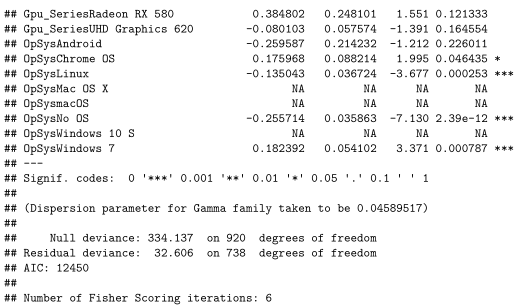 ## Gpu_SeriesRadeon RX 580 0.384802 0.248101 1.551 0.121333
## Gpu_SeriesUHD Graphics 620 -0.080103 0.057574 -1.391 0.164554
## OpSysAndroid -0.259587 0.214232 -1.212 0.226011
## OpSysChrome OS 0.175968 0.088214 1.995 0.046435 *
## OpSysLinux -0.135043 0.036724 -3.677 0.000253 ***
## OpSysMac OS X NA NA NA NA
## OpSysmacOS NA NA NA NA
## OpSysNo OS -0.255714 0.035863 -7.130 2.39e-12 ***
## OpSysWindows 10 S NA NA NA NA
## OpSysWindows 7 0.182392 0.054102 3.371 0.000787 ***
## ---
## Signif. codes: 0 '***' 0.001 '**' 0.01 '*' 0.05 '.' 0.1 ' ' 1
##
## (Dispersion parameter for Gamma family taken to be 0.04589517)
##
## Null deviance: 334.137 on 920 degrees of freedom
## Residual deviance: 32.606 on 738 degrees of freedom
## AIC: 12450
##
## Number of Fisher Scoring iterations: 6